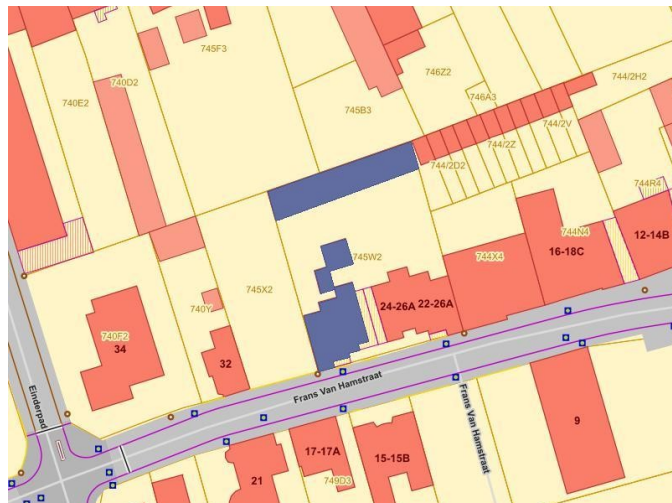 745F3
740D2
740E2
746Z2
744/2H2
746A3
745B3
744/2V
744/2Z
744/2D2
744R4
744N4
12-14B
745W2
744X4
16-18C
745X2
24-26A
22-26A
740Y
740F2
34
32
Einderpad
Frans Van Hamstraat
Frans Van Hamstraat
9
17-17A
15-15B
749D3
21